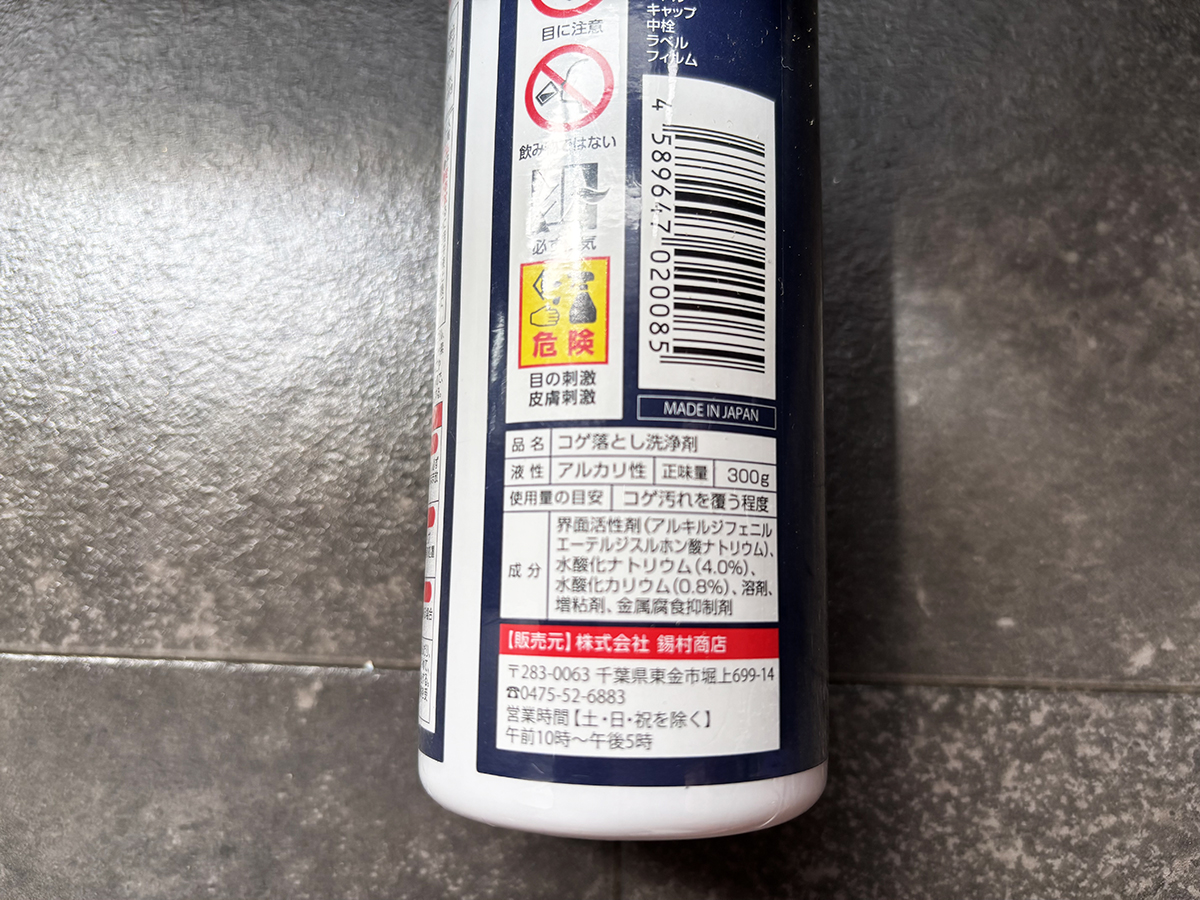 目に注意
飲み物ではない
必ず換気
危険
目の刺激
皮膚刺激
キャップ
中栓
ラベル
フィルム
4 589647 020085
MADE IN JAPAN
品名 コゲ落とし洗浄剤
液性 アルカリ性 正味量 300g
使用量の目安 コゲ汚れを覆う程度
成分 界面活性剤(アルキルジフェニル
エーテルジスルホン酸ナトリウム)、
水酸化ナトリウム(4.0%)、
水酸化カリウム(0.8%)、溶剤、
増粘剤、金属腐食抑制剤
【販売元】株式会社 錫村商店
〒283-0063 千葉県東金市堀上699-14
☎0475-52-6883
営業時間【土・日・祝を除く】
午前10時〜午後5時